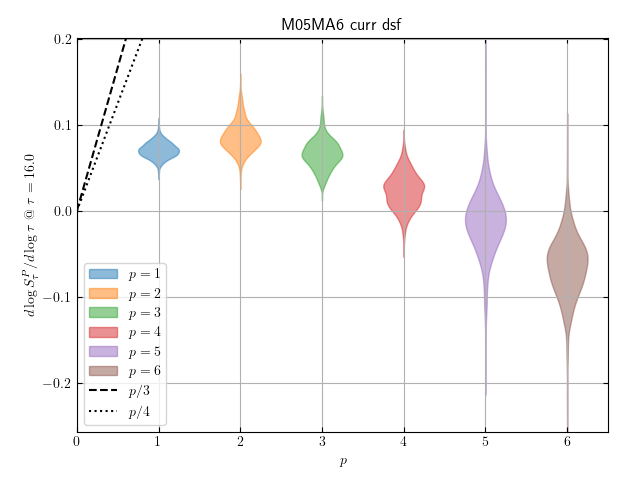 M05MA6 curr dsf
0.2
0.1
0.0
−0.1
−0.2
d log S_τ^P / d log τ @ τ = 16.0
p = 1
p = 2
p = 3
p = 4
p = 5
p = 6
p/3
p/4
0 1 2 3 4 5 6
p